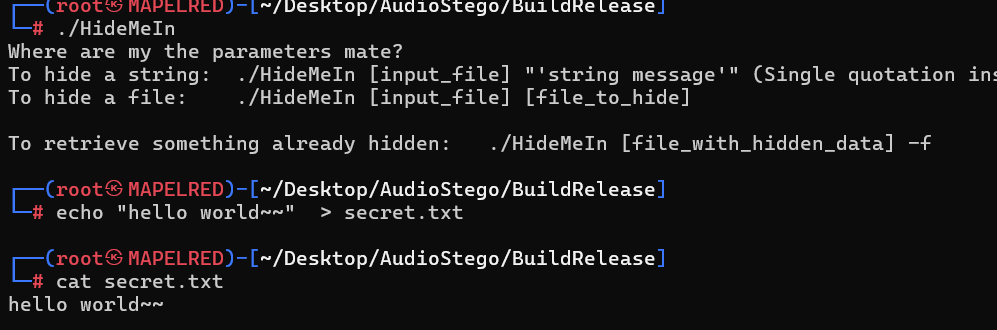 ┌──(root㉿MAPELRED)-[~/Desktop/AudioStego/BuildRelease]
└─# ./HideMeIn
Where are my the parameters mate?
To hide a string:  ./HideMeIn [input_file] "'string message'" (Single quotation ins
To hide a file:    ./HideMeIn [input_file] [file_to_hide]

To retrieve something already hidden:   ./HideMeIn [file_with_hidden_data] -f

┌──(root㉿MAPELRED)-[~/Desktop/AudioStego/BuildRelease]
└─# echo "hello world~~"  > secret.txt

┌──(root㉿MAPELRED)-[~/Desktop/AudioStego/BuildRelease]
└─# cat secret.txt
hello world~~